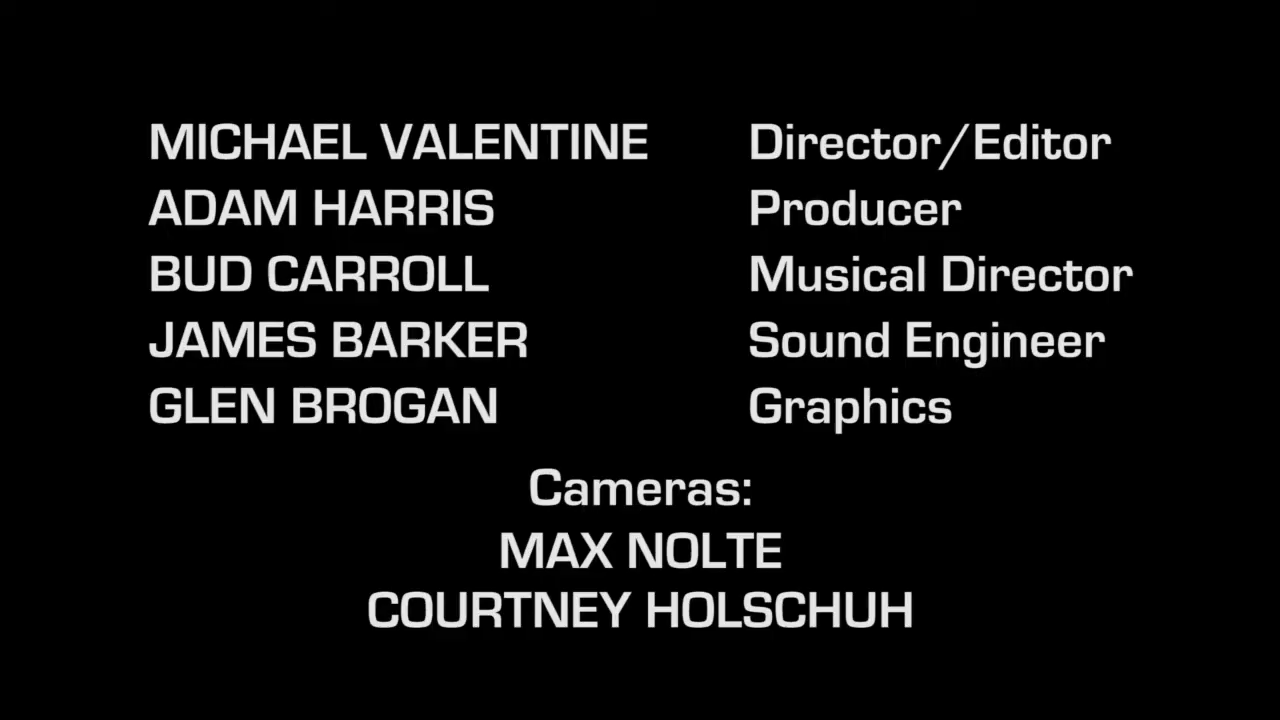 MICHAEL VALENTINE Director/Editor
ADAM HARRIS Producer
BUD CARROLL Musical Director
JAMES BARKER Sound Engineer
GLEN BROGAN Graphics
Cameras:
MAX NOLTE
COURTNEY HOLSCHUH